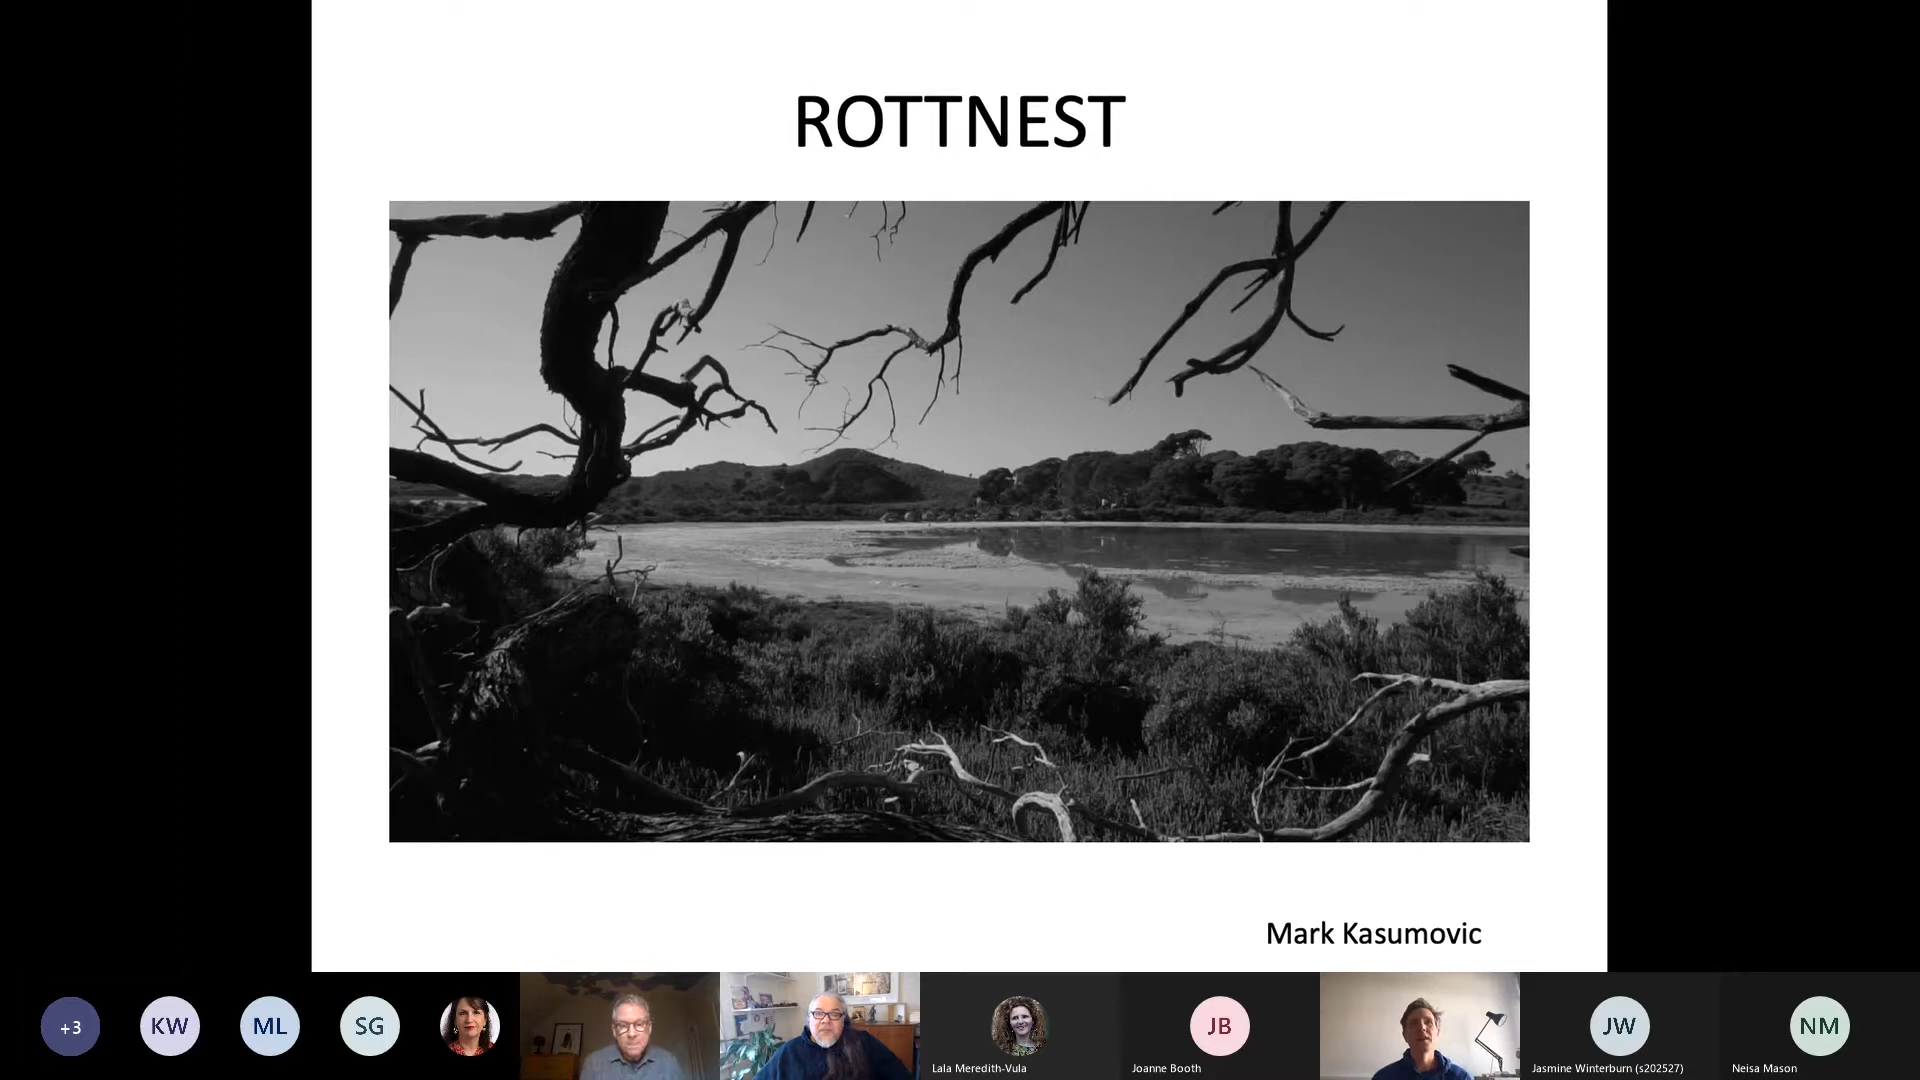 ROTTNEST
Mark Kasumovic
+3
KW
ML
SG
Lala Meredith-Vula
JB
Joanne Booth
JW
Jasmine Winterburn (s202527)
NM
Neisa Mason